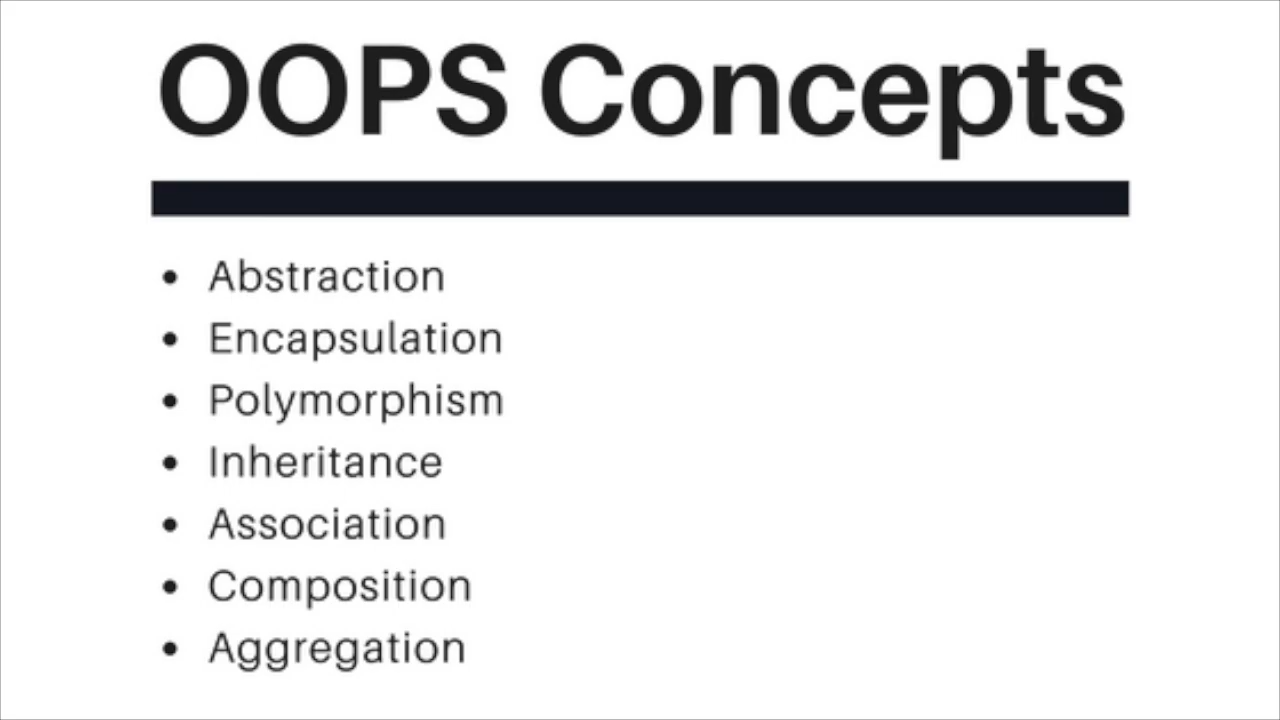 OOPS Concepts
• Abstraction
• Encapsulation
• Polymorphism
• Inheritance
• Association
• Composition
• Aggregation